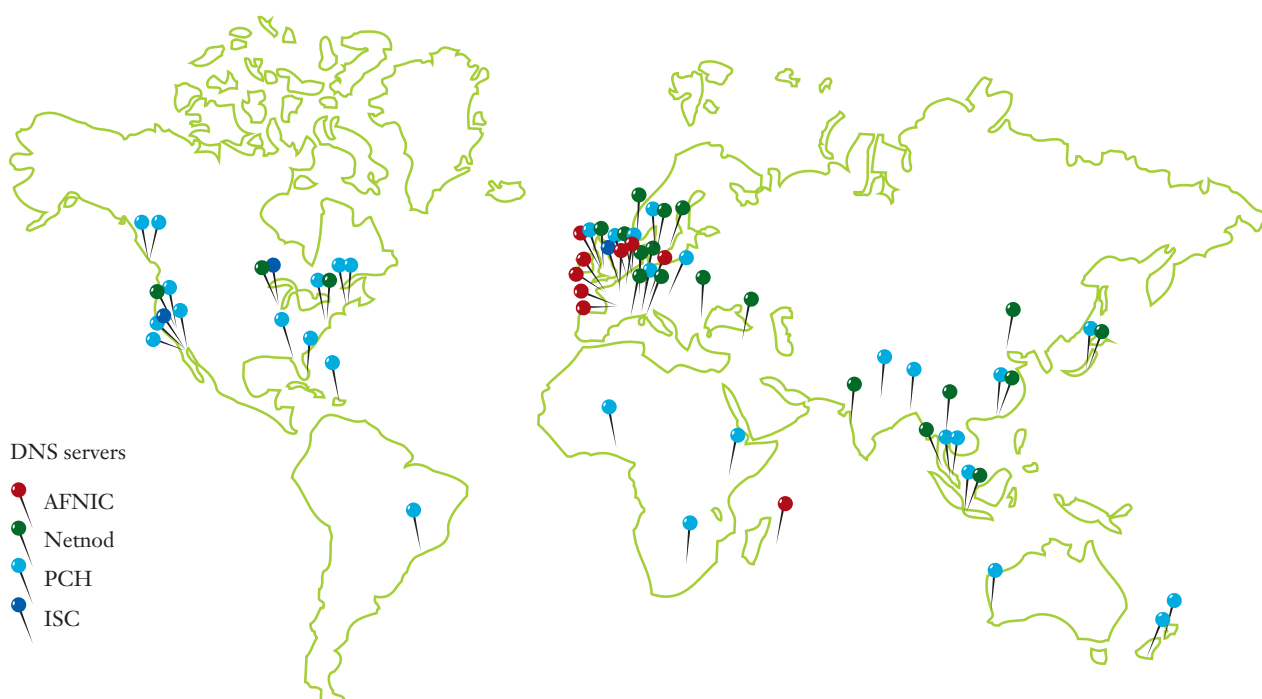 DNS servers
AFNIC
Netnod
PCH
ISC